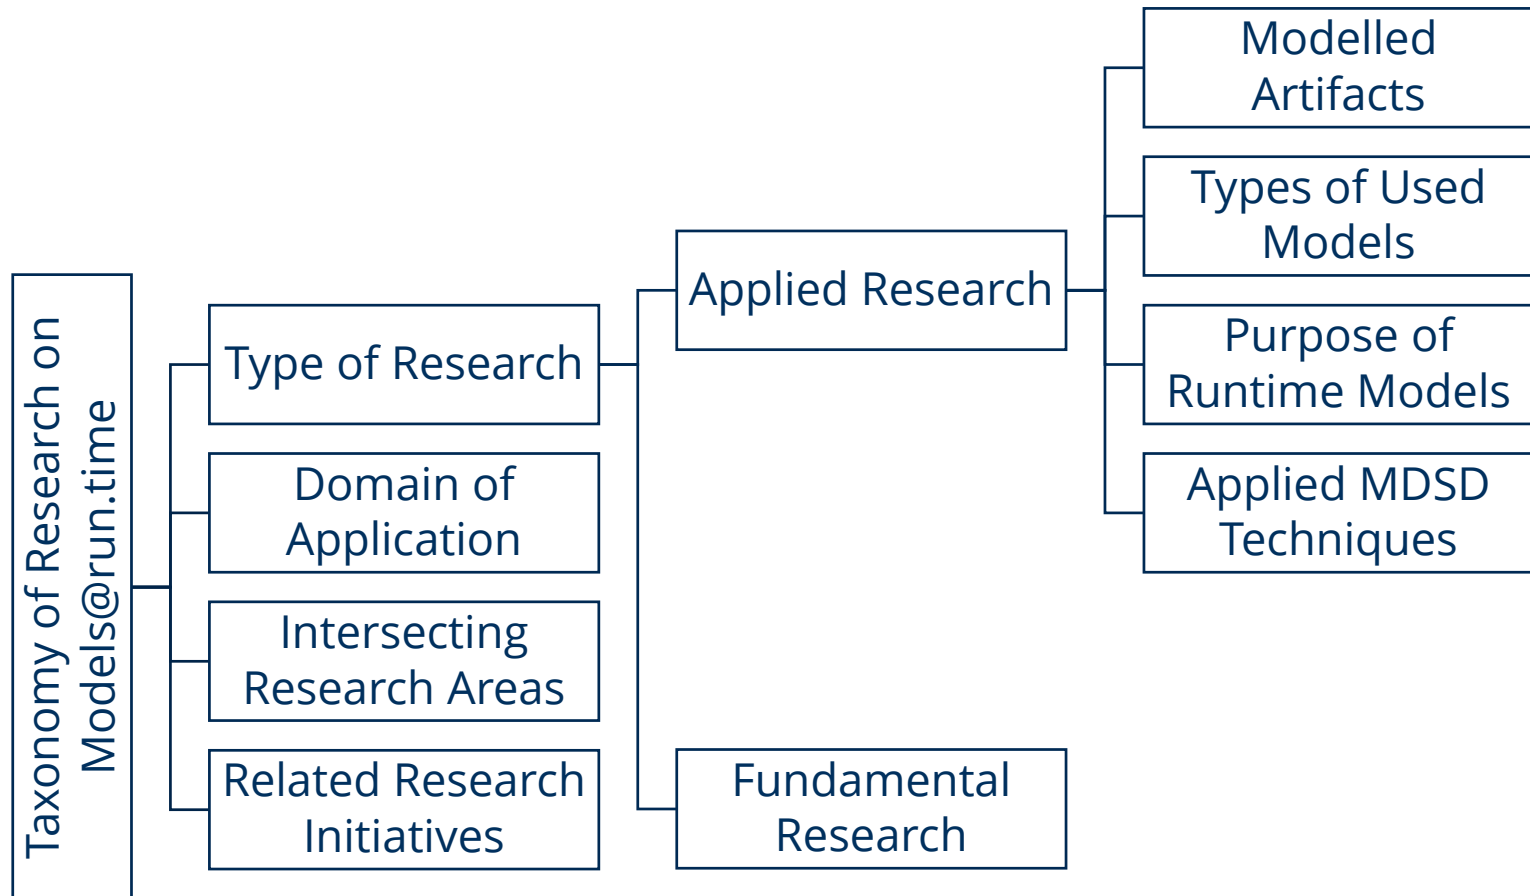 Taxonomy of Research on
Models@run.time
Type of Research
Domain of
Application
Intersecting
Research Areas
Related Research
Initiatives
Applied Research
Fundamental
Research
Modelled
Artifacts
Types of Used
Models
Purpose of
Runtime Models
Applied MDSD
Techniques